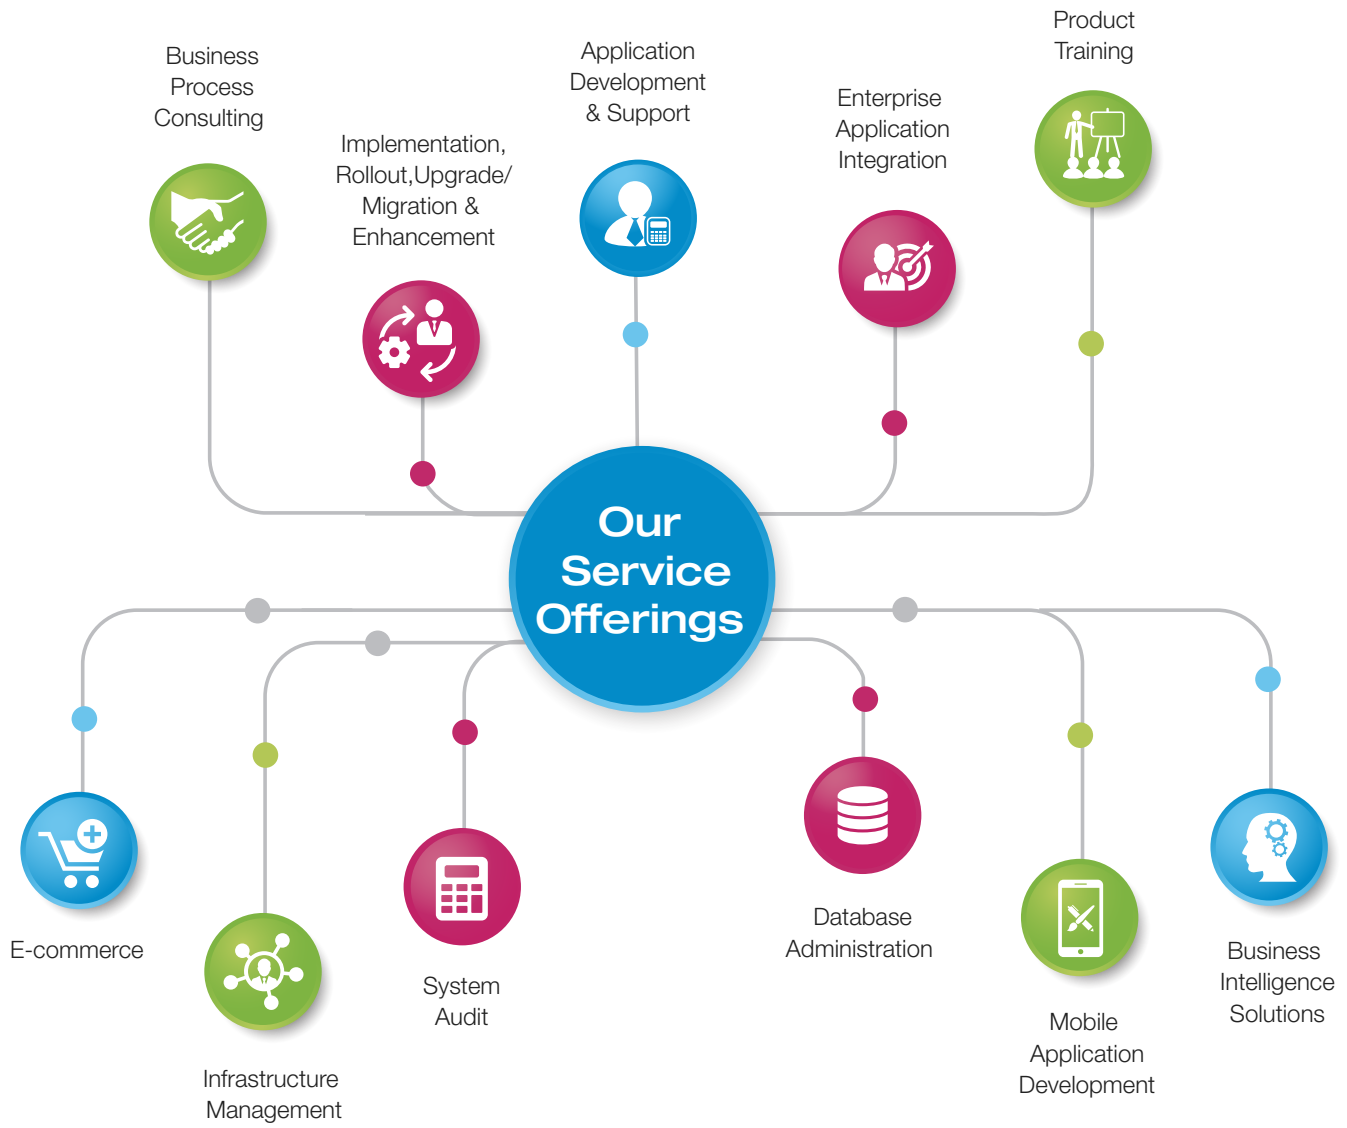 Business
Process
Consulting
Implementation,
Rollout,Upgrade/
Migration &
Enhancement
Application
Development
& Support
Enterprise
Application
Integration
Product
Training
Our
Service
Offerings
E-commerce
Infrastructure
Management
System
Audit
Database
Administration
Mobile
Application
Development
Business
Intelligence
Solutions